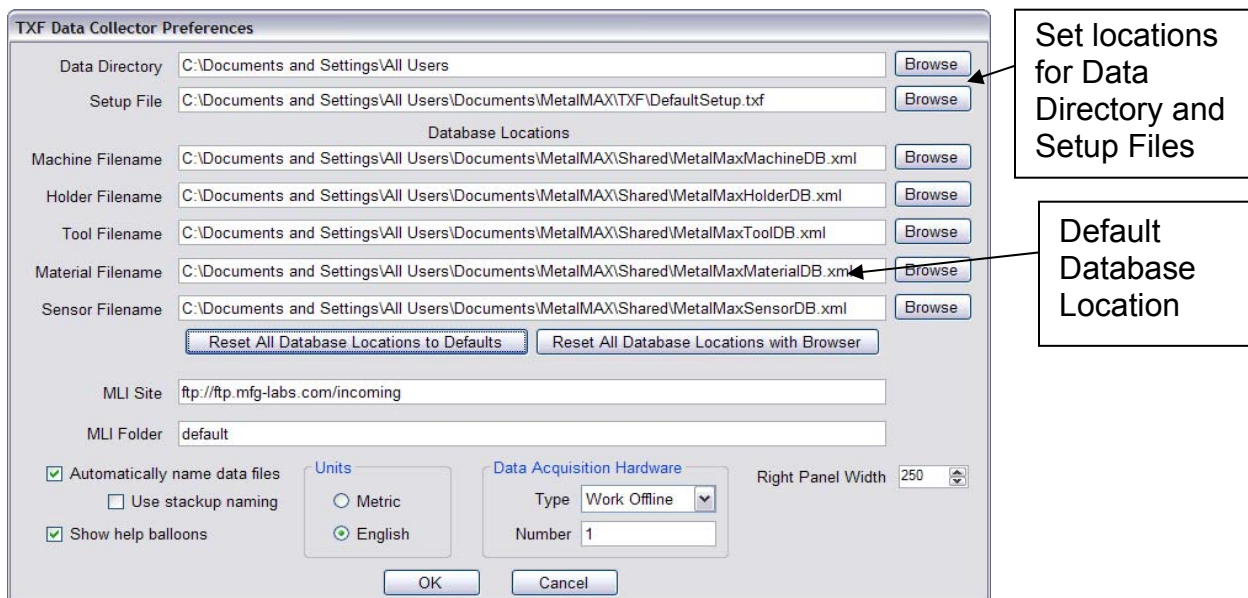 TXF Data Collector Preferences
Data Directory C:\Documents and Settings\All Users Browse
Setup File C:\Documents and Settings\All Users\Documents\MetalMAX\TXF\DefaultSetup.txf Browse
Database Locations
Machine Filename C:\Documents and Settings\All Users\Documents\MetalMAX\Shared\MetalMaxMachineDB.xml Browse
Holder Filename C:\Documents and Settings\All Users\Documents\MetalMAX\Shared\MetalMaxHolderDB.xml Browse
Tool Filename C:\Documents and Settings\All Users\Documents\MetalMAX\Shared\MetalMaxToolDB.xml Browse
Material Filename C:\Documents and Settings\All Users\Documents\MetalMAX\Shared\MetalMaxMaterialDB.xml Browse
Sensor Filename C:\Documents and Settings\All Users\Documents\MetalMAX\Shared\MetalMaxSensorDB.xml Browse
Reset All Database Locations to Defaults Reset All Database Locations with Browser
MLI Site ftp://ftp.mfg-labs.com/incoming
MLI Folder default
Automatically name data files
Use stackup naming
Show help balloons
Units
Metric
English
Data Acquisition Hardware
Type Work Offline
Number 1
Right Panel Width 250
OK Cancel
Set locations
for Data
Directory and
Setup Files
Default
Database
Location